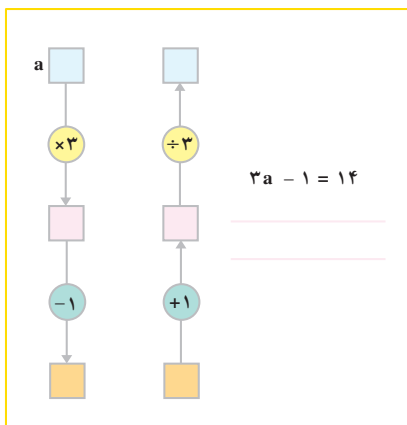 a
×۳ ÷۳
۳a – ۱ = ۱۴
–۱ +۱